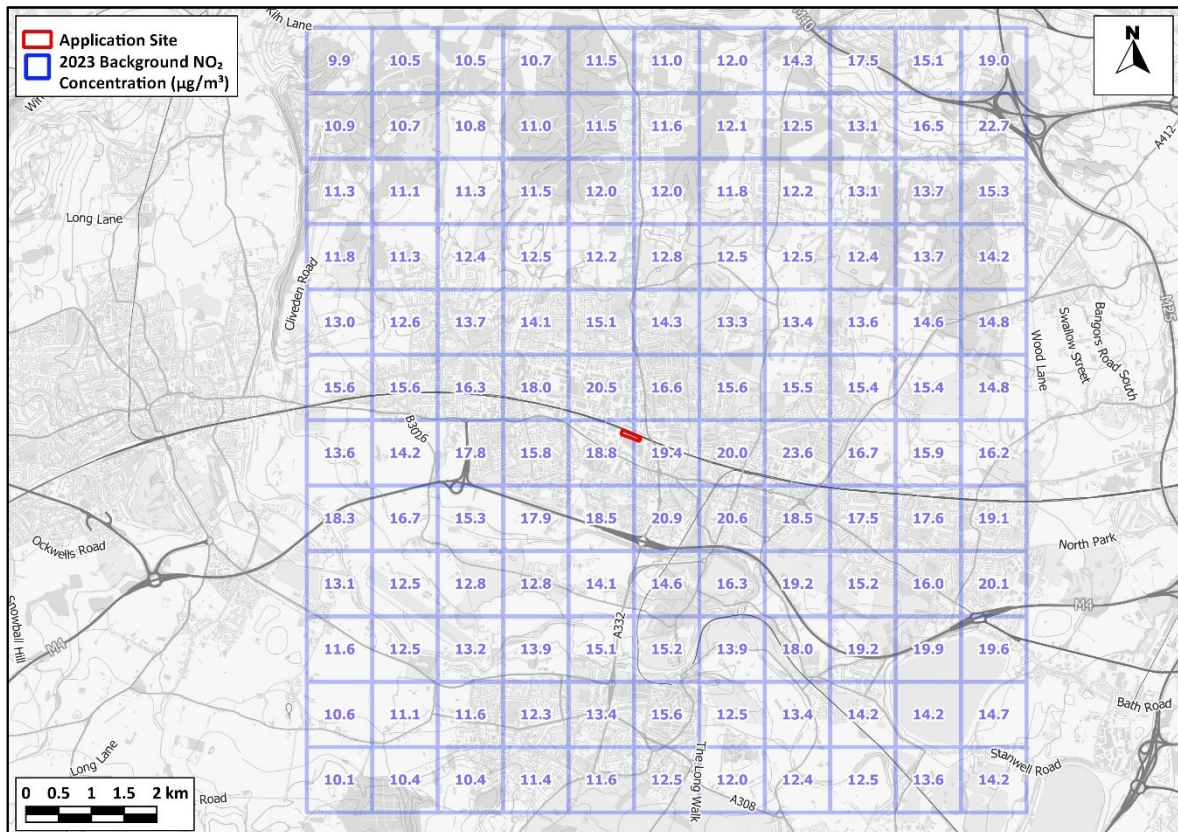 Kiln Lane
M40
Application Site
2023 Background NO₂
Concentration (µg/m³)
N
9.9 10.5 10.5 10.7 11.5 11.0 12.0 14.3 17.5 15.1 19.0
10.9 10.7 10.8 11.0 11.5 11.6 12.1 12.5 13.1 16.5 22.7
A412
11.3 11.1 11.3 11.5 12.0 12.0 11.8 12.2 13.1 13.7 15.3
Long Lane
11.8 11.3 12.4 12.5 12.2 12.8 12.5 12.5 12.4 13.7 14.2
Cliveden Road
M25
13.0 12.6 13.7 14.1 15.1 14.3 13.3 13.4 13.6 14.6 14.8
Wood Lane
Swallow Street
Bangors Road South
15.6 15.6 16.3 18.0 20.5 16.6 15.6 15.5 15.4 15.4 14.8
B3026
13.6 14.2 17.8 15.8 18.8 19.4 20.0 23.6 16.7 15.9 16.2
18.3 16.7 15.3 17.9 18.5 20.9 20.6 18.5 17.5 17.6 19.1
Ockwells Road
North Park
13.1 12.5 12.8 12.8 14.1 14.6 16.3 19.2 15.2 16.0 20.1
M4
Snowball Hill
M4
A332
11.6 12.5 13.2 13.9 15.1 15.2 13.9 18.0 19.2 19.9 19.6
10.6 11.1 11.6 12.3 13.4 15.6 12.5 13.4 14.2 14.2 14.7
Bath Road
Long Lane
The Long Walk
Stanwell Road
10.1 10.4 10.4 11.4 11.6 12.5 12.0 12.4 12.5 13.6 14.2
A308
0 0.5 1 1.5 2 km
Road